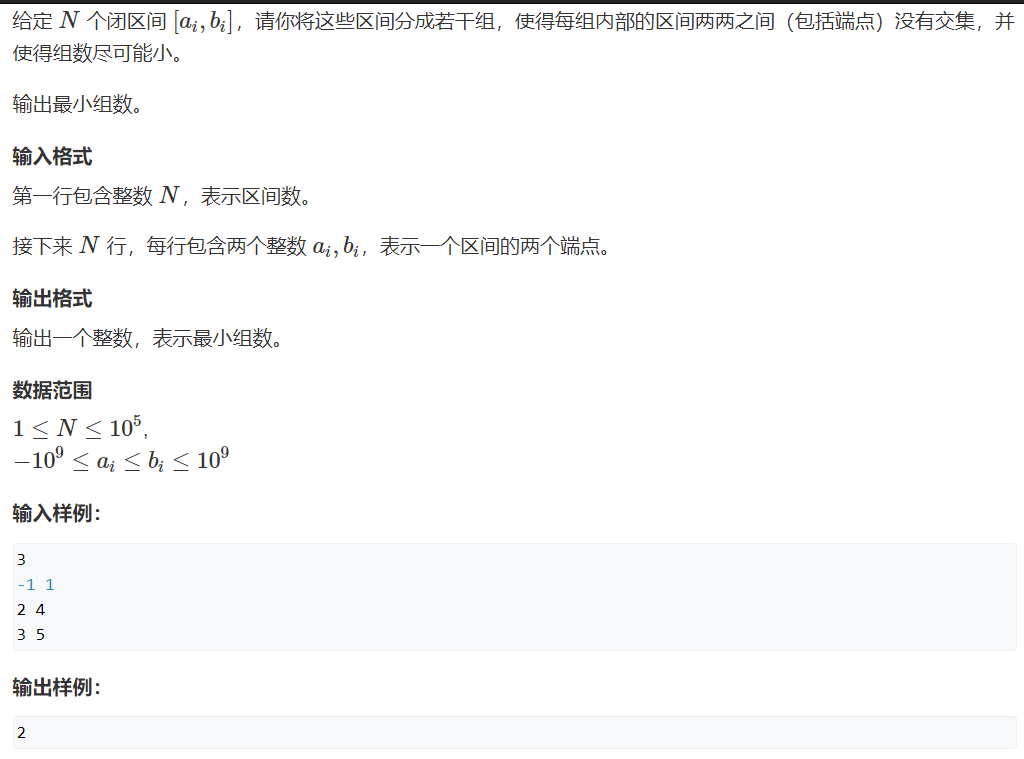 给定 N 个闭区间 [a_i, b_i]，请你将这些区间分成若干组，使得每组内部的区间两两之间（包括端点）没有交集，并
使得组数尽可能小。
输出最小组数。
输入格式
第一行包含整数 N，表示区间数。
接下来 N 行，每行包含两个整数 a_i, b_i，表示一个区间的两个端点。
输出格式
输出一个整数，表示最小组数。
数据范围
1 ≤ N ≤ 10^5,
−10^9 ≤ a_i ≤ b_i ≤ 10^9
输入样例：
3
-1 1
2 4
3 5
输出样例：
2